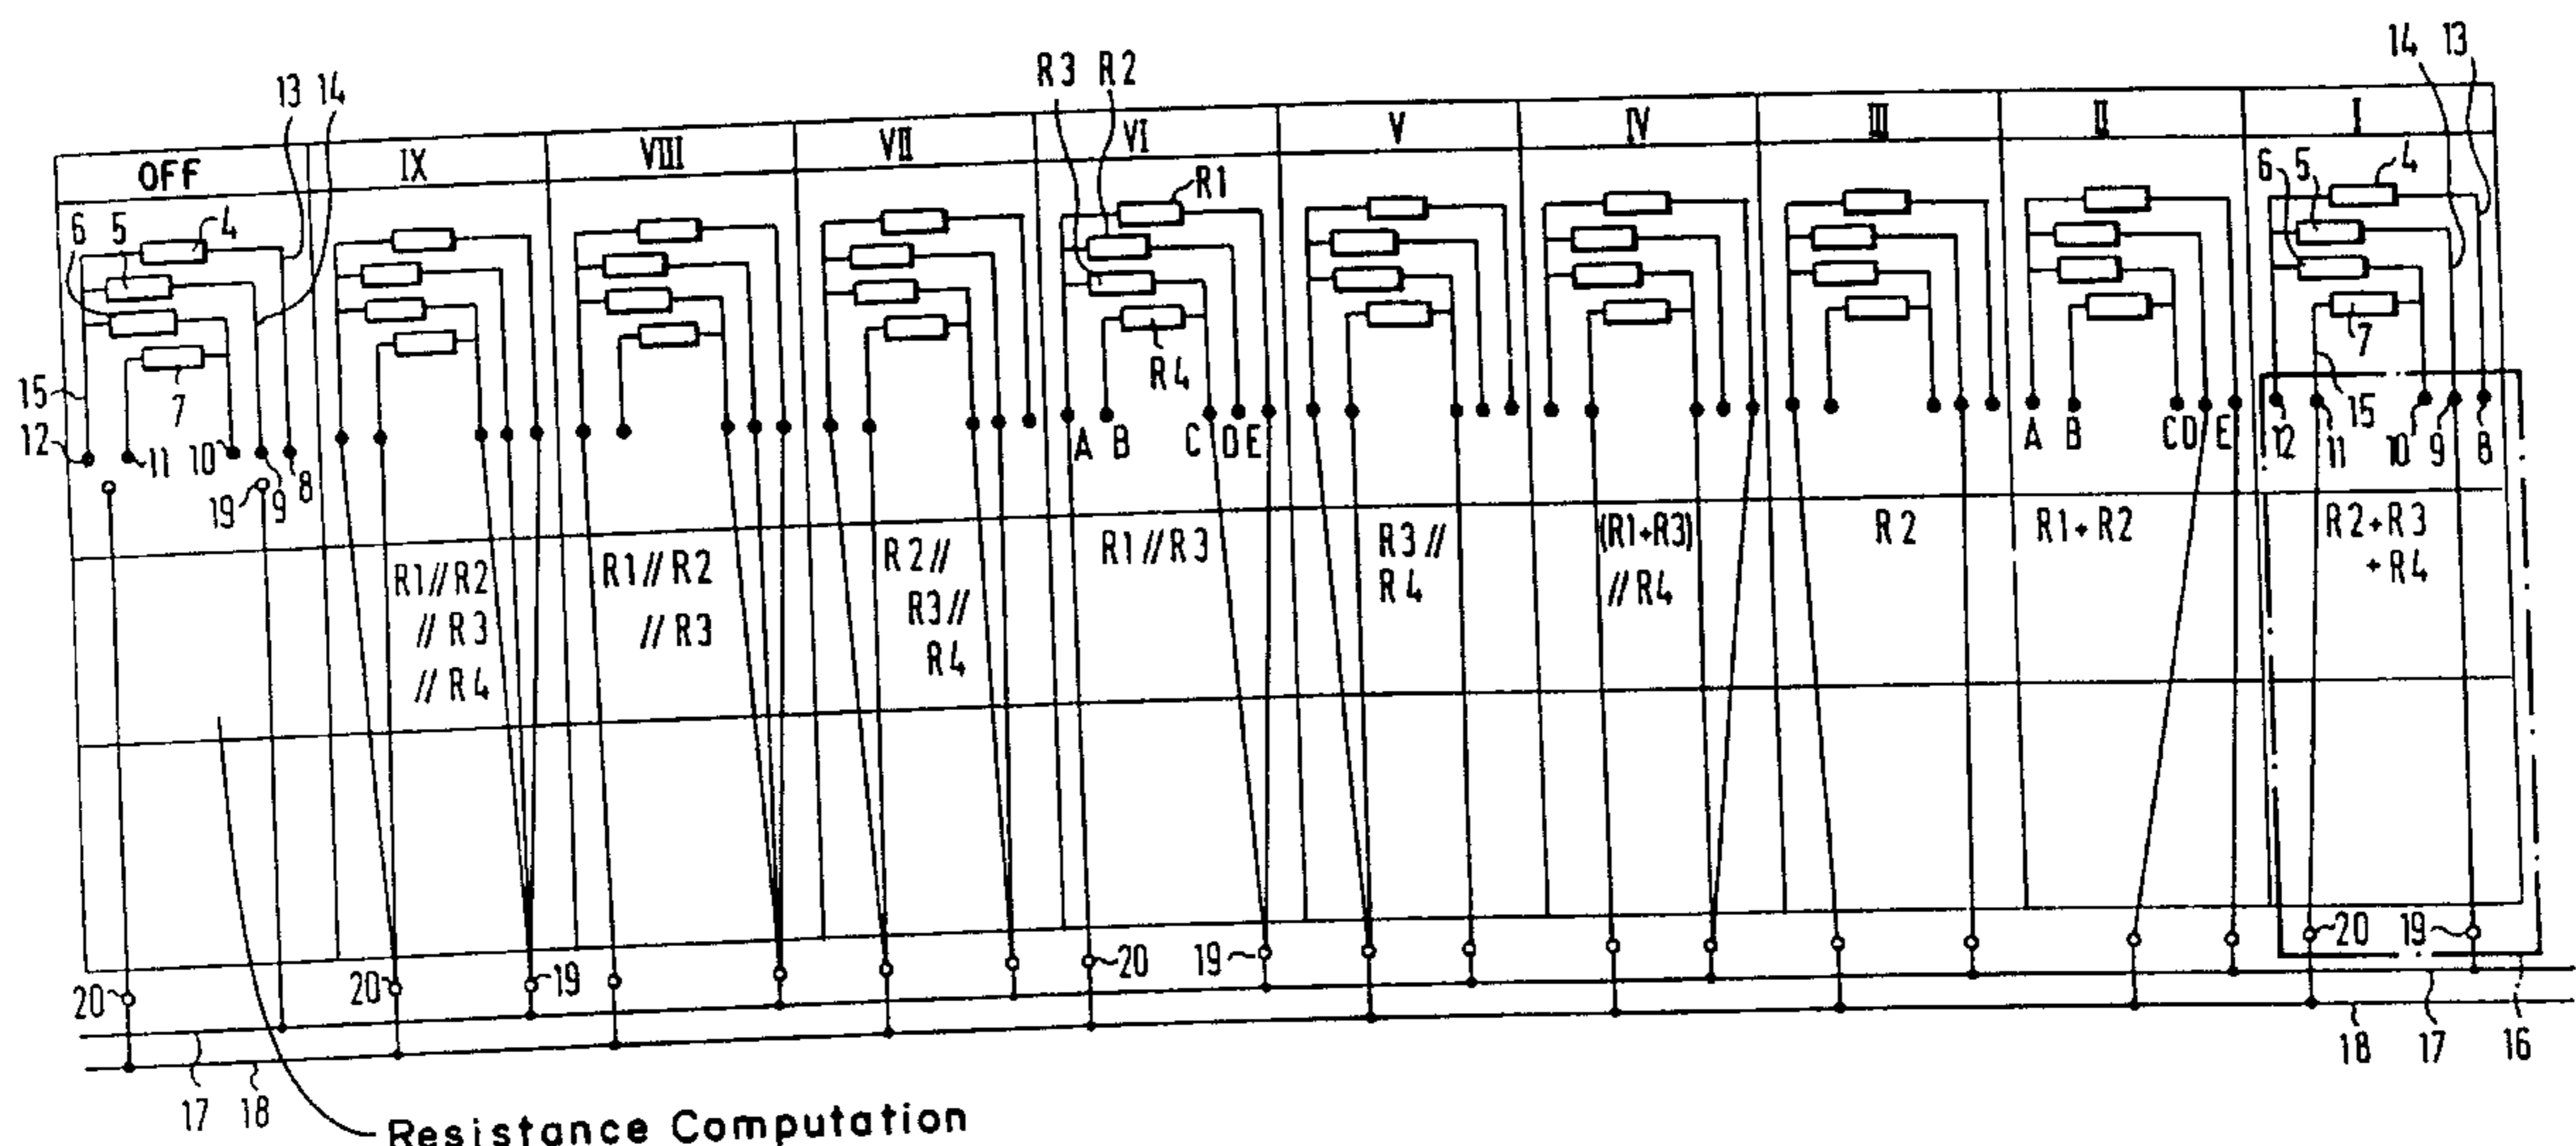 14 13
R3 R2
13 14
OFF IX VIII VII VI V IV III II I
R1
6 5 4
6 5 4
R4
7
7
15
12 11 10 9 8
19
A B C D E
A B C D E
12 11 15 10 9 8
R1//R2
//R3
//R4
R1//R2
//R3
R2//
R3//
R4
R1//R3
R3//
R4
(R1+R3)
//R4
R2
R1+R2
R2+R3
+R4
20 20 19 20 19 20 19
17 18 18 17 16
Resistance Computation